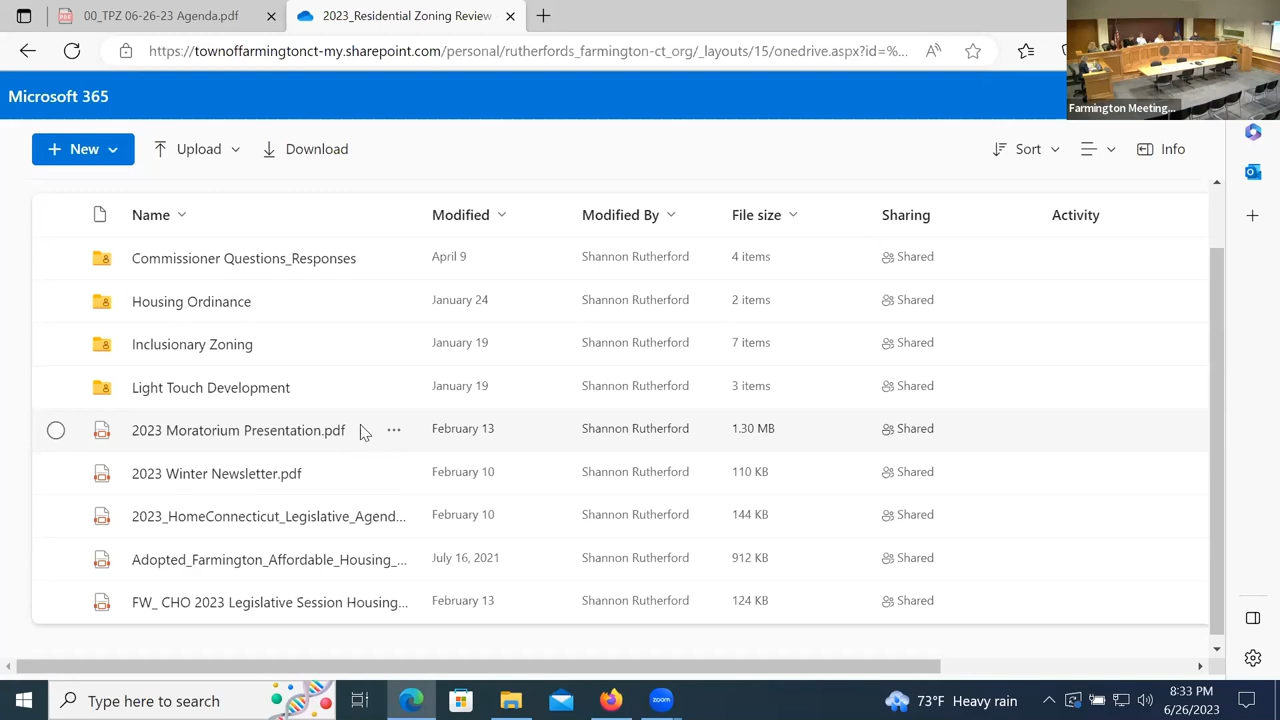 00_TPZ 06-26-23 Agenda.pdf
2023_Residential Zoning Review
https://townoffarmingtonct-my.sharepoint.com/personal/rutherfords_farmington-ct_org/_layouts/15/onedrive.aspx?id=%...
Farmington Meeting...
Microsoft 365
New Upload Download Sort Info
Name Modified Modified By File size Sharing Activity
Commissioner Questions_Responses April 9 Shannon Rutherford 4 items Shared
Housing Ordinance January 24 Shannon Rutherford 2 items Shared
Inclusionary Zoning January 19 Shannon Rutherford 7 items Shared
Light Touch Development January 19 Shannon Rutherford 3 items Shared
2023 Moratorium Presentation.pdf ... February 13 Shannon Rutherford 1.30 MB Shared
2023 Winter Newsletter.pdf February 10 Shannon Rutherford 110 KB Shared
2023_HomeConnecticut_Legislative_Agend... February 10 Shannon Rutherford 144 KB Shared
Adopted_Farmington_Affordable_Housing_... July 16, 2021 Shannon Rutherford 912 KB Shared
FW_ CHO 2023 Legislative Session Housing... February 13 Shannon Rutherford 124 KB Shared
Type here to search zoom 73°F Heavy rain 8:33 PM
6/26/2023